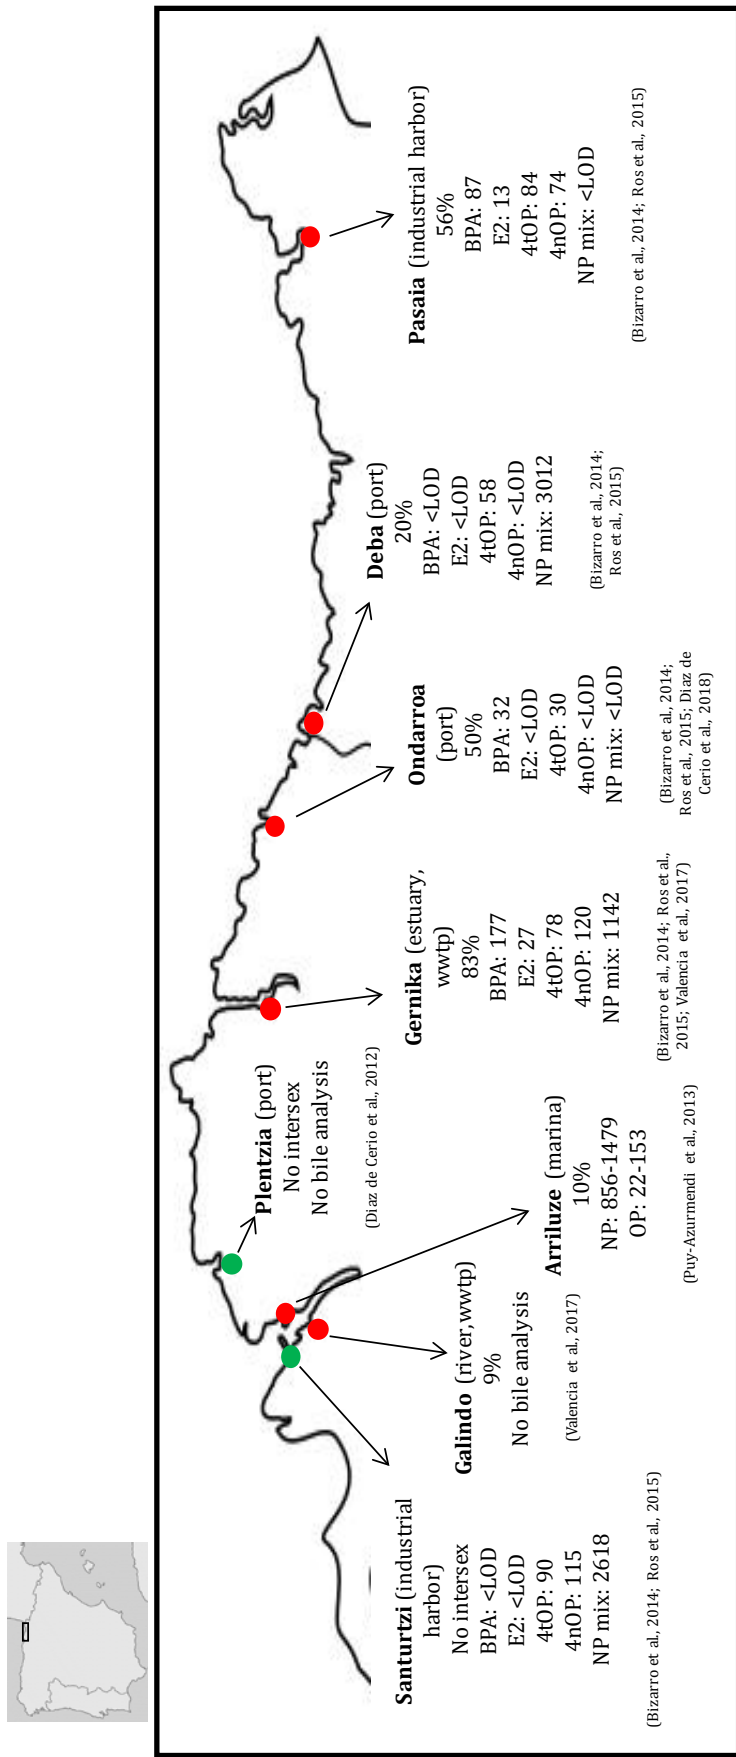 Santurtzi (industrial
harbor)
No intersex
BPA: <LOD
E2: <LOD
4tOP: 90
4nOP: 115
NP mix: 2618
(Bizarro et al., 2014; Ros et al., 2015)
Galindo (river,wwtp)
9%
No bile analysis
(Valencia et al., 2017)
Arriluze (marina)
10%
NP: 856-1479
OP: 22-153
(Puy-Azurmendi et al., 2013)
Plentzia (port)
No intersex
No bile analysis
(Diaz de Cerio et al., 2012)
Gernika (estuary,
wwtp)
83%
BPA: 177
E2: 27
4tOP: 78
4nOP: 120
NP mix: 1142
(Bizarro et al., 2014; Ros et al.,
2015; Valencia et al., 2017)
Ondarroa
(port)
50%
BPA: 32
E2: <LOD
4tOP: 30
4nOP: <LOD
NP mix: <LOD
(Bizarro et al., 2014;
Ros et al., 2015; Diaz de
Cerio et al., 2018)
Deba (port)
20%
BPA: <LOD
E2: <LOD
4tOP: 58
4nOP: <LOD
NP mix: 3012
(Bizarro et al., 2014;
Ros et al., 2015)
Pasaia (industrial harbor)
56%
BPA: 87
E2: 13
4tOP: 84
4nOP: 74
NP mix: <LOD
(Bizarro et al., 2014; Ros et al., 2015)